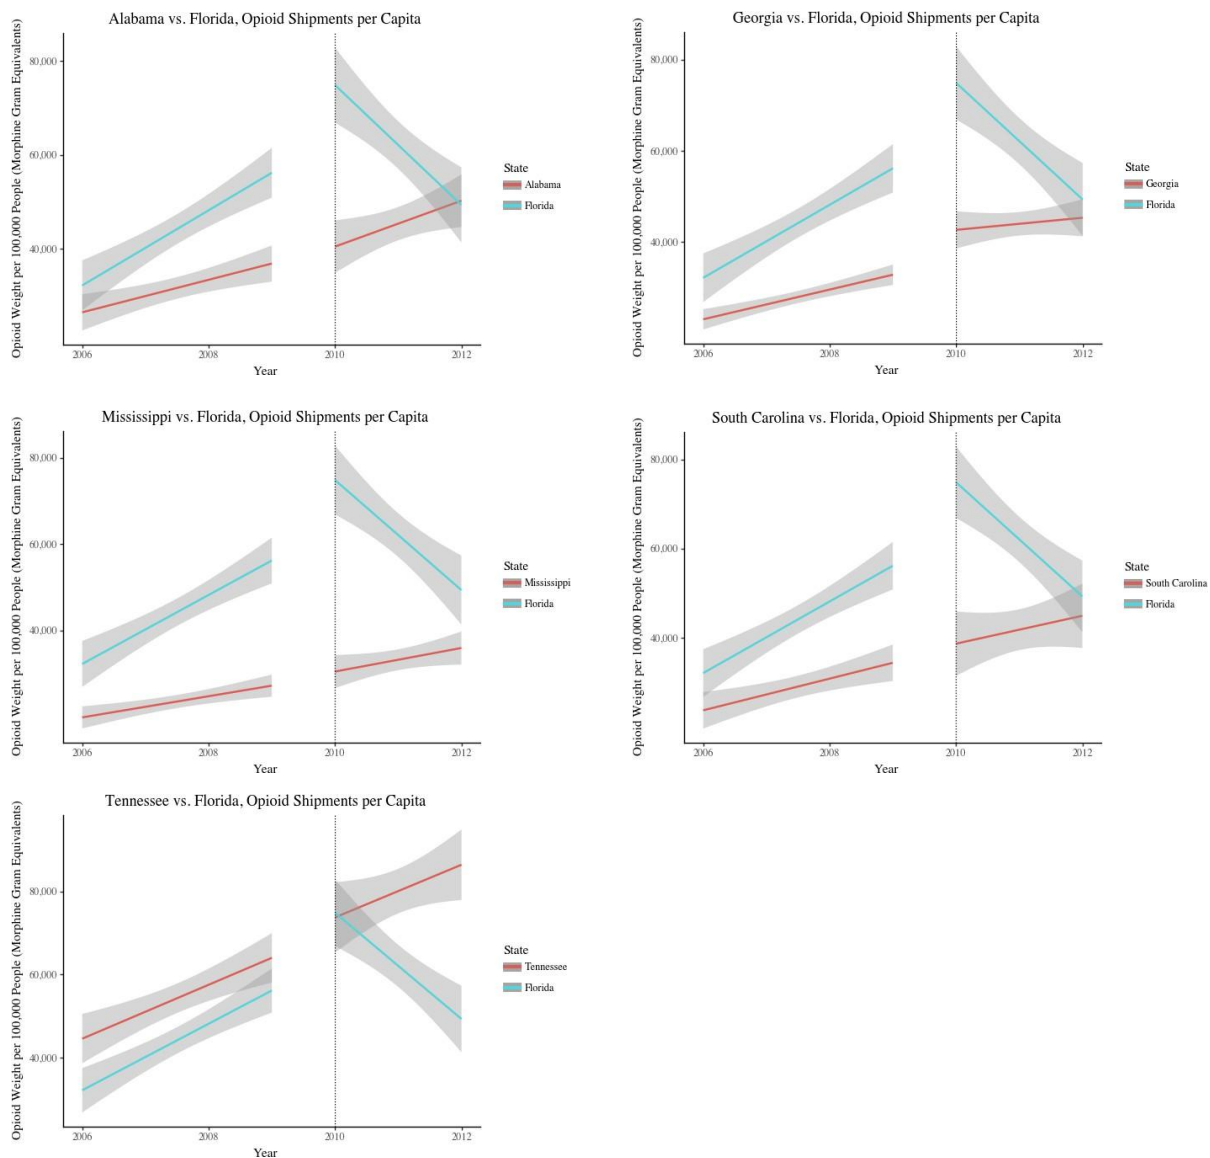 Alabama vs. Florida, Opioid Shipments per Capita
Opioid Weight per 100,000 People (Morphine Gram Equivalents)
80,000
60,000
40,000
2006
2008
2010
2012
Year
State
Alabama
Florida
Georgia vs. Florida, Opioid Shipments per Capita
Opioid Weight per 100,000 People (Morphine Gram Equivalents)
80,000
60,000
40,000
2006
2008
2010
2012
Year
State
Georgia
Florida
Mississippi vs. Florida, Opioid Shipments per Capita
Opioid Weight per 100,000 People (Morphine Gram Equivalents)
80,000
60,000
40,000
2006
2008
2010
2012
Year
State
Mississippi
Florida
South Carolina vs. Florida, Opioid Shipments per Capita
Opioid Weight per 100,000 People (Morphine Gram Equivalents)
80,000
60,000
40,000
2006
2008
2010
2012
Year
State
South Carolina
Florida
Tennessee vs. Florida, Opioid Shipments per Capita
Opioid Weight per 100,000 People (Morphine Gram Equivalents)
80,000
60,000
40,000
2006
2008
2010
2012
Year
State
Tennessee
Florida